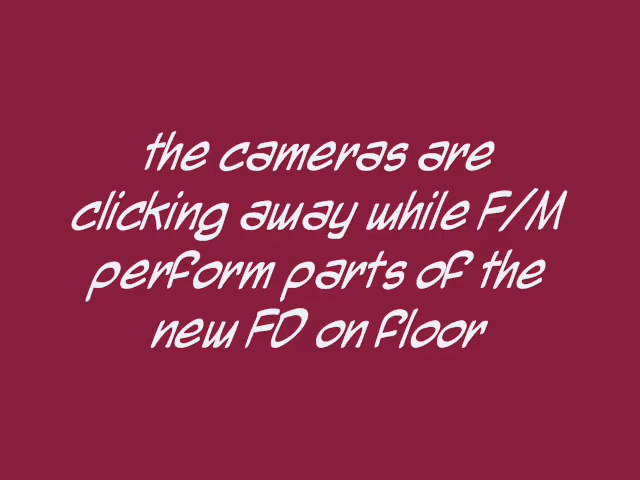 the cameras are
clicking away while F/M
perform parts of the
new FD on floor